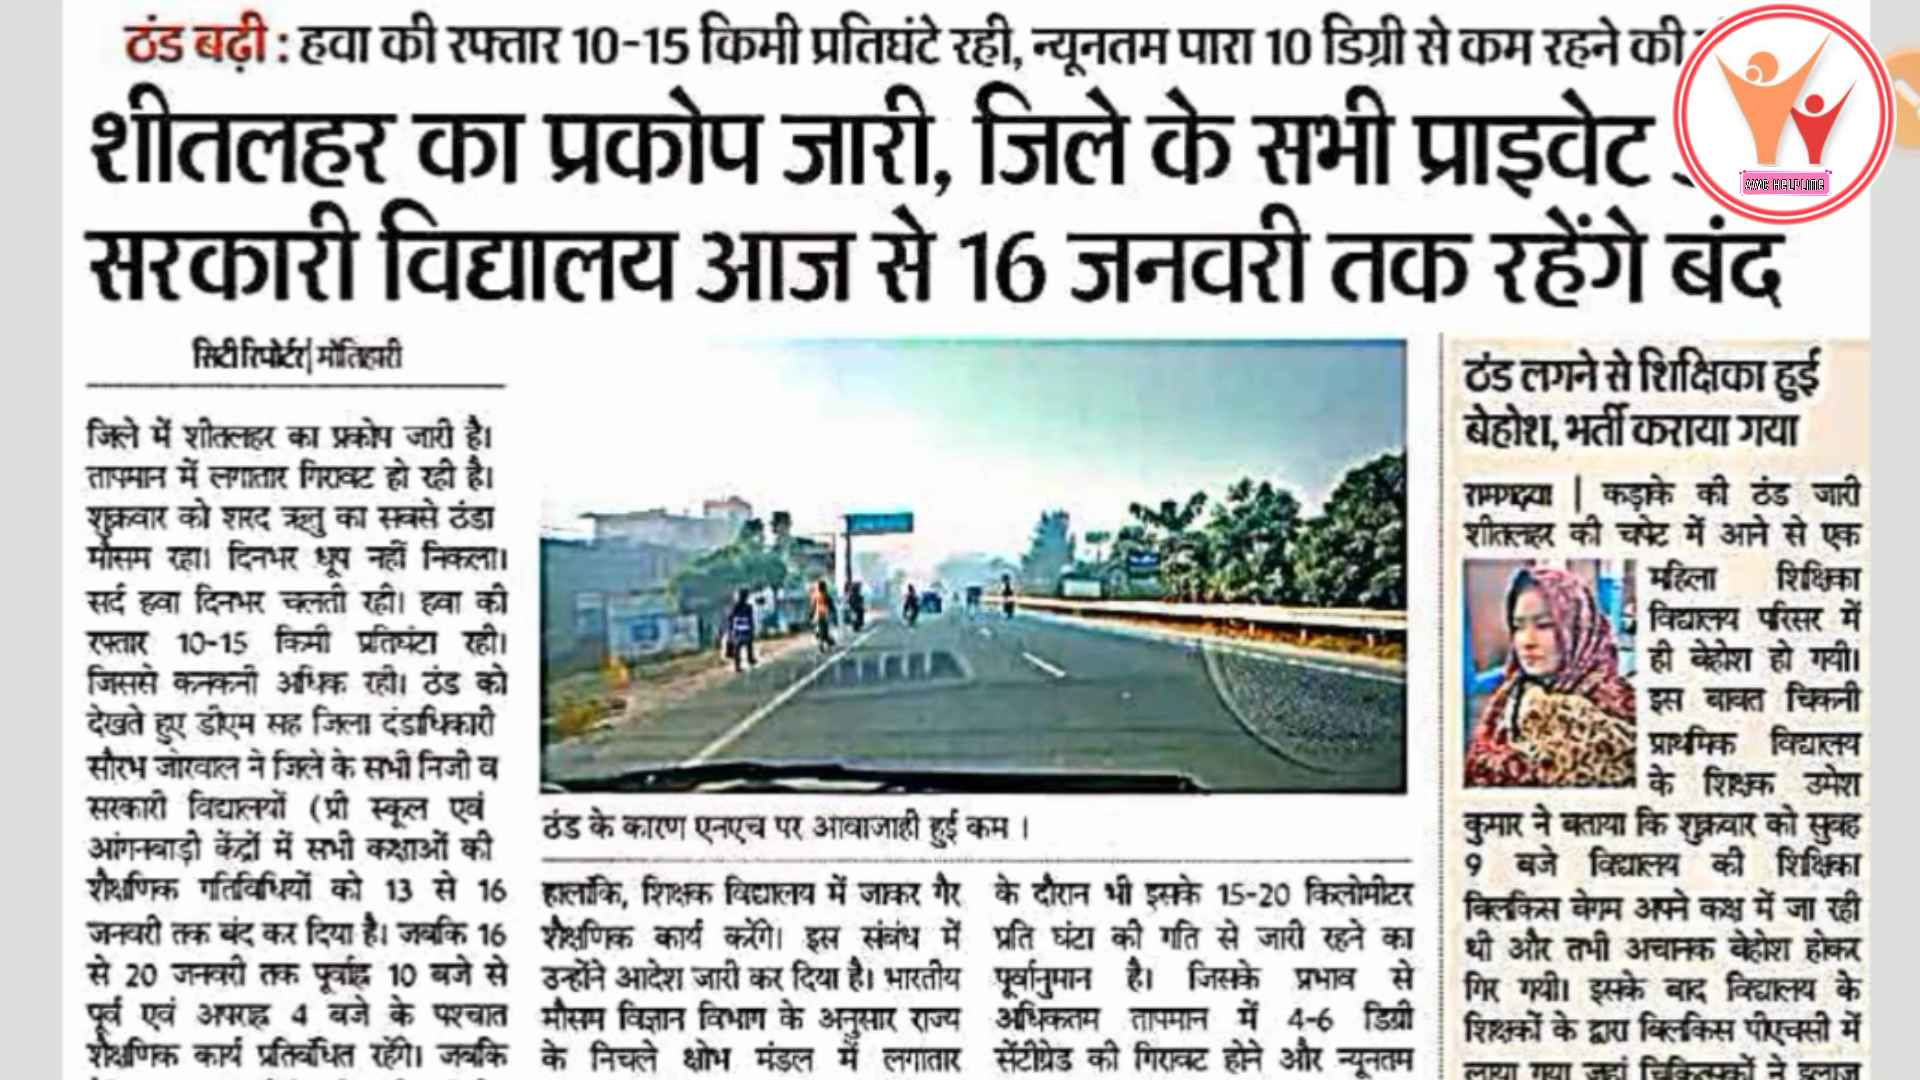 ठंड बढ़ी : हवा की रफ्तार 10-15 किमी प्रतिघंटे रही, न्यूनतम पारा 10 डिग्री से कम रहने की
शीतलहर का प्रकोप जारी, जिले के सभी प्राइवेट
सरकारी विद्यालय आज से 16 जनवरी तक रहेंगे बंद
AMG HELPLINE
सिटी रिपोर्टर| मोतिहारी
जिले में शीतलहर का प्रकोप जारी है।
तापमान में लगातार गिरावट हो रही है।
शुक्रवार को शरद ऋतु का सबसे ठंडा
मौसम रहा। दिनभर धूप नहीं निकला।
सर्द हवा दिनभर चलती रही। हवा की
रफ्तार 10-15 किमी प्रतिघंटा रही।
जिससे कनकनी अधिक रही। ठंड को
देखते हुए डीएम सह जिला दंडाधिकारी
सौरभ जोरवाल ने जिले के सभी निजी व
सरकारी विद्यालयों (प्री स्कूल एवं
आंगनबाड़ी केंद्रों में सभी कक्षाओं की
शैक्षणिक गतिविधियों को 13 से 16
जनवरी तक बंद कर दिया है। जबकि 16
से 20 जनवरी तक पूर्वाह्न 10 बजे से
पूर्व एवं अपराह्न 4 बजे के पश्चात
शैक्षणिक कार्य प्रतिबंधित रहेंगे। जबकि
ठंड के कारण एनएच पर आवाजाही हुई कम ।
हालांकि, शिक्षक विद्यालय में जाकर गैर
शैक्षणिक कार्य करेंगे। इस संबंध में
उन्होंने आदेश जारी कर दिया है। भारतीय
मौसम विज्ञान विभाग के अनुसार राज्य
के निचले क्षोभ मंडल में लगातार
के दौरान भी इसके 15-20 किलोमीटर
प्रति घंटा की गति से जारी रहने का
पूर्वानुमान है। जिसके प्रभाव से
अधिकतम तापमान में 4-6 डिग्री
सेंटीग्रेड की गिरावट होने और न्यूनतम
ठंड लगने से शिक्षिका हुई
बेहोश, भर्ती कराया गया
रामगढ़वा | कड़ाके की ठंड जारी
शीतलहर की चपेट में आने से एक
महिला शिक्षिका
विद्यालय परिसर में
ही बेहोश हो गयी।
इस बाबत चिकनी
प्राथमिक विद्यालय
के शिक्षक उमेश
कुमार ने बताया कि शुक्रवार को सुबह
9 बजे विद्यालय की शिक्षिका
बिलकिस बेगम अपने कक्ष में जा रही
थी और तभी अचानक बेहोश होकर
गिर गयी। इसके बाद विद्यालय के
शिक्षकों के द्वारा बिलकिस पीएचसी में
लाया गया जहां चिकित्सकों ने इलाज